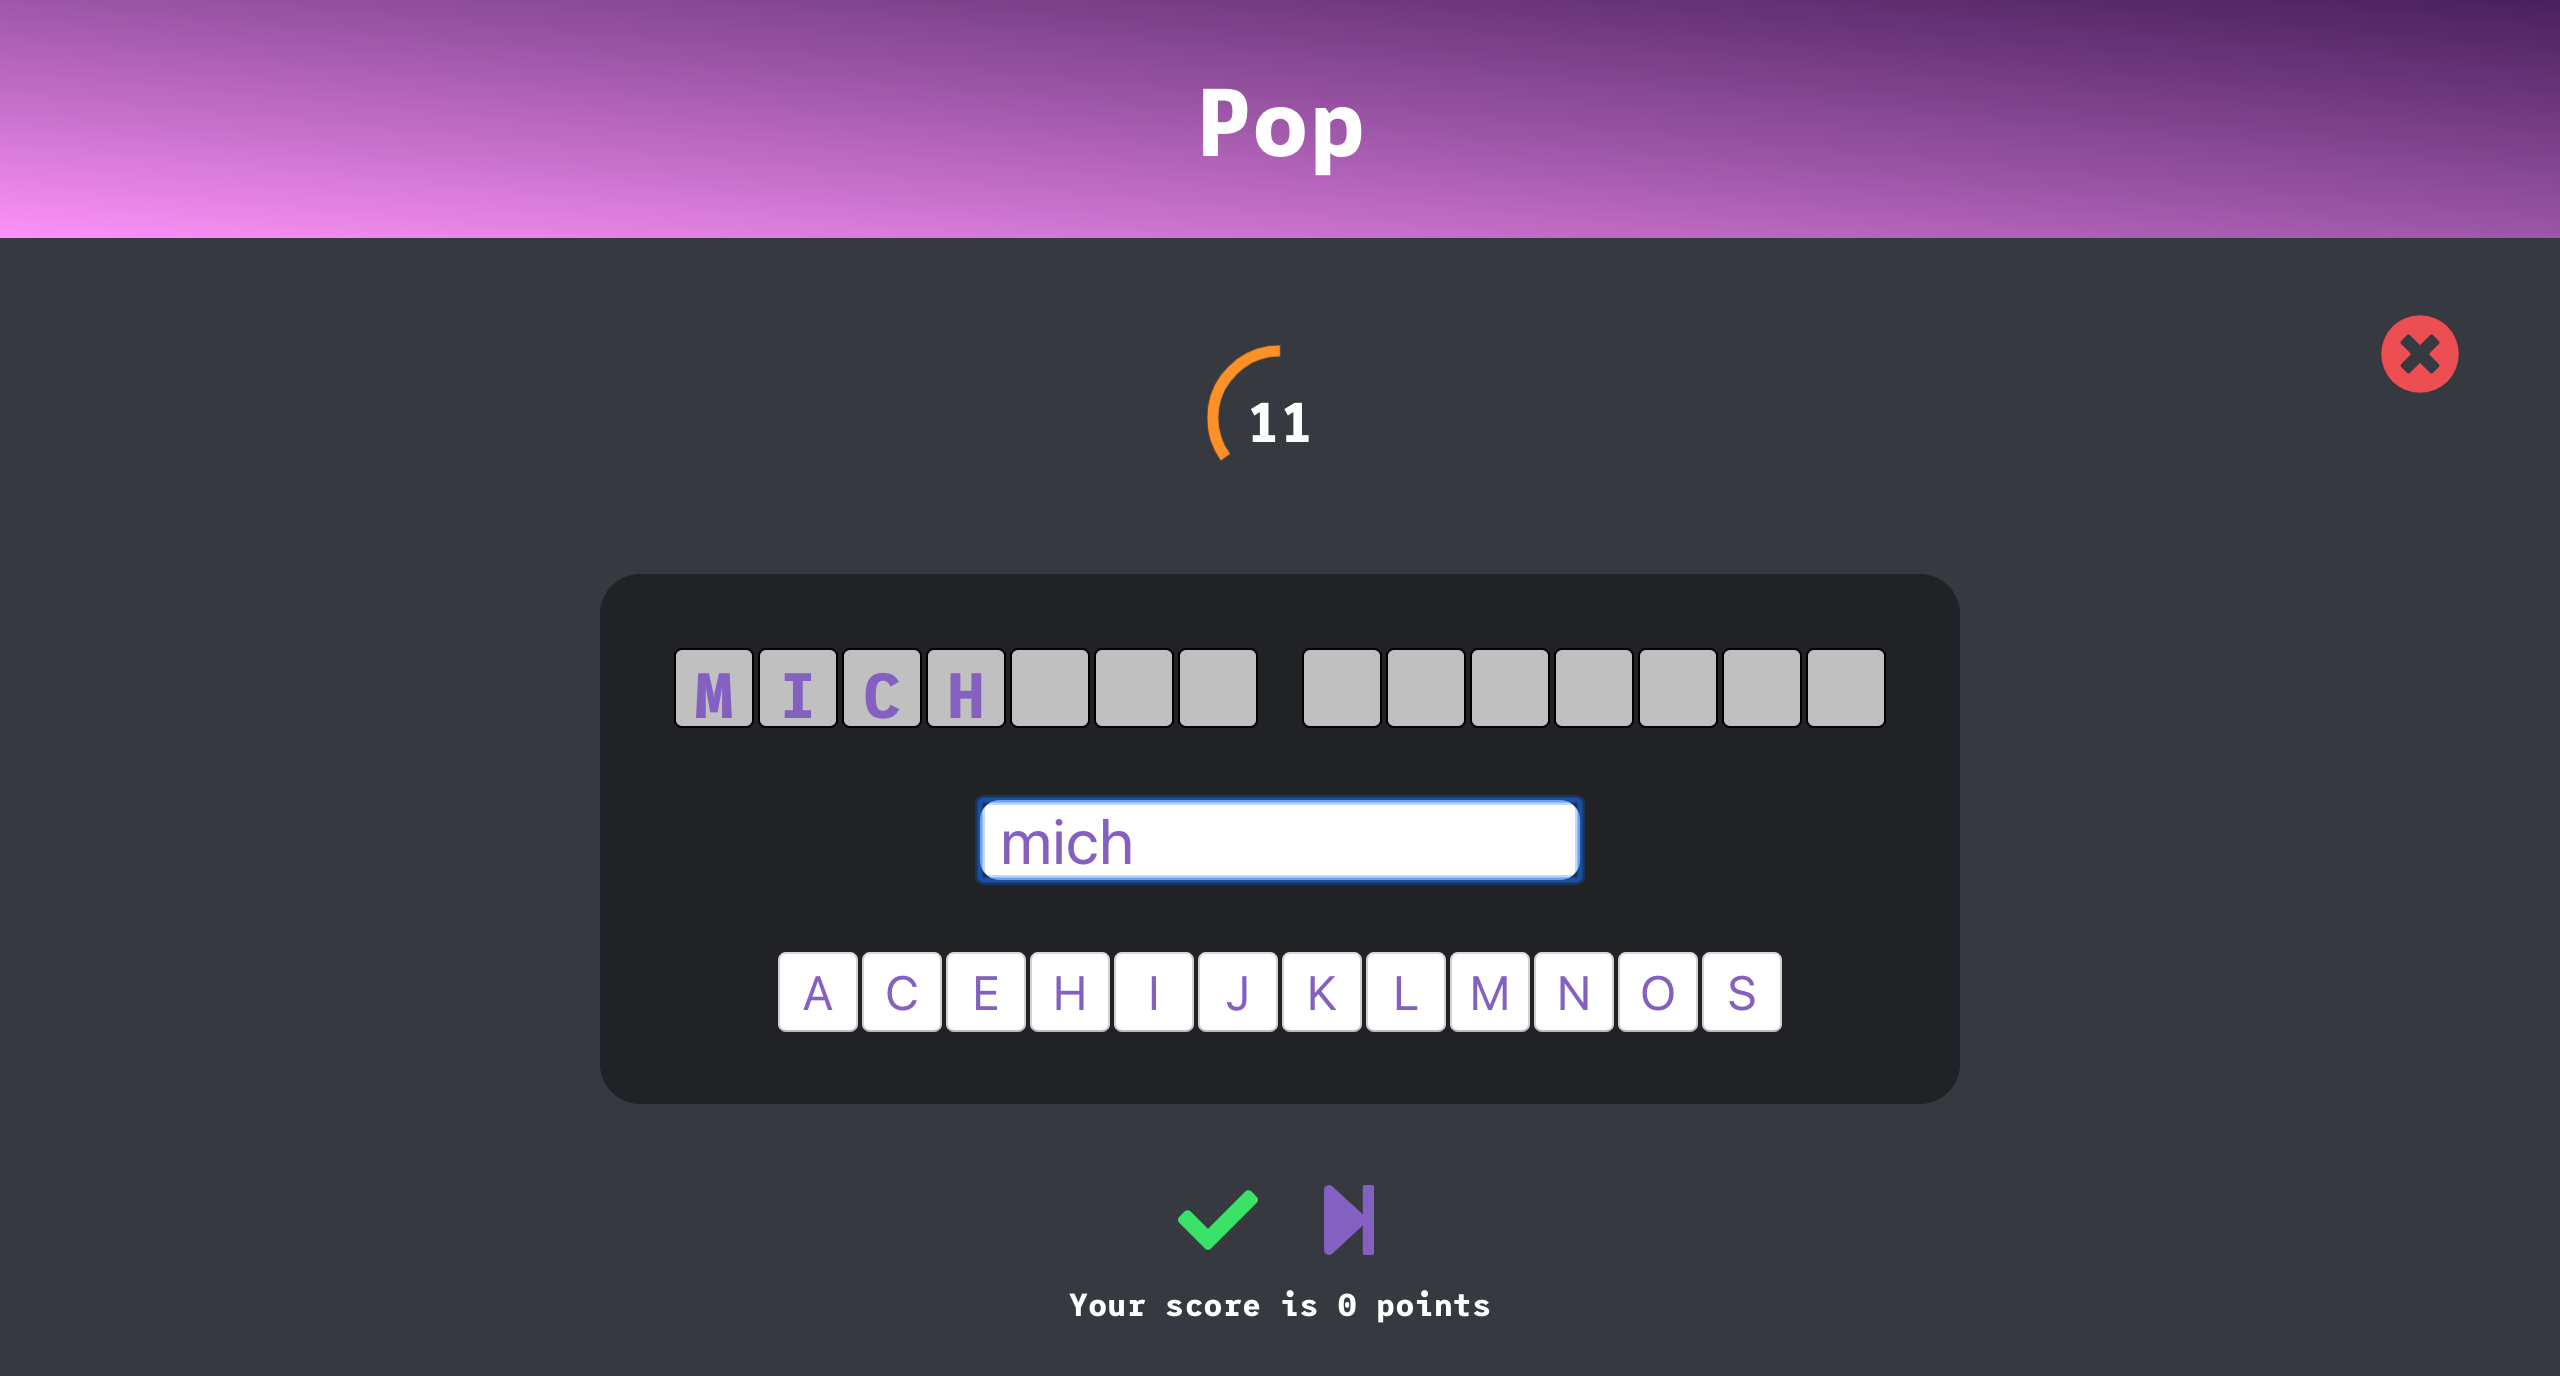 Pop
11
M I C H
mich
A C E H I J K L M N O S
Your score is 0 points